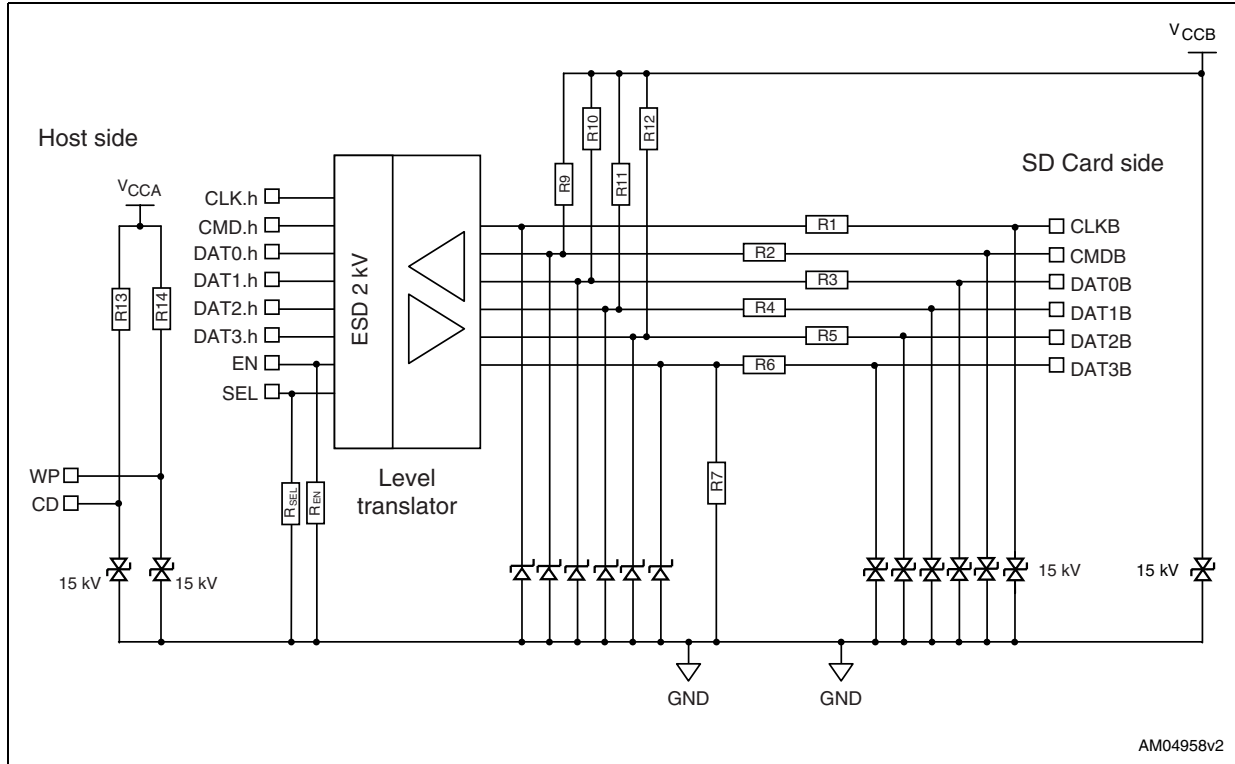 V CCB
Host side
SD Card side
VCCA
R10
R12
R9
R11
CLK.h
CMD.h
DAT0.h
DAT1.h
DAT2.h
DAT3.h
EN
SEL
ESD 2 kV
R13
R14
R1
R2
R3
R4
R5
R6
CLKB
CMDB
DAT0B
DAT1B
DAT2B
DAT3B
WP
CD
RSEL
REN
Level
translator
R7
15 kV
15 kV
15 kV
15 kV
GND
GND
AM04958v2